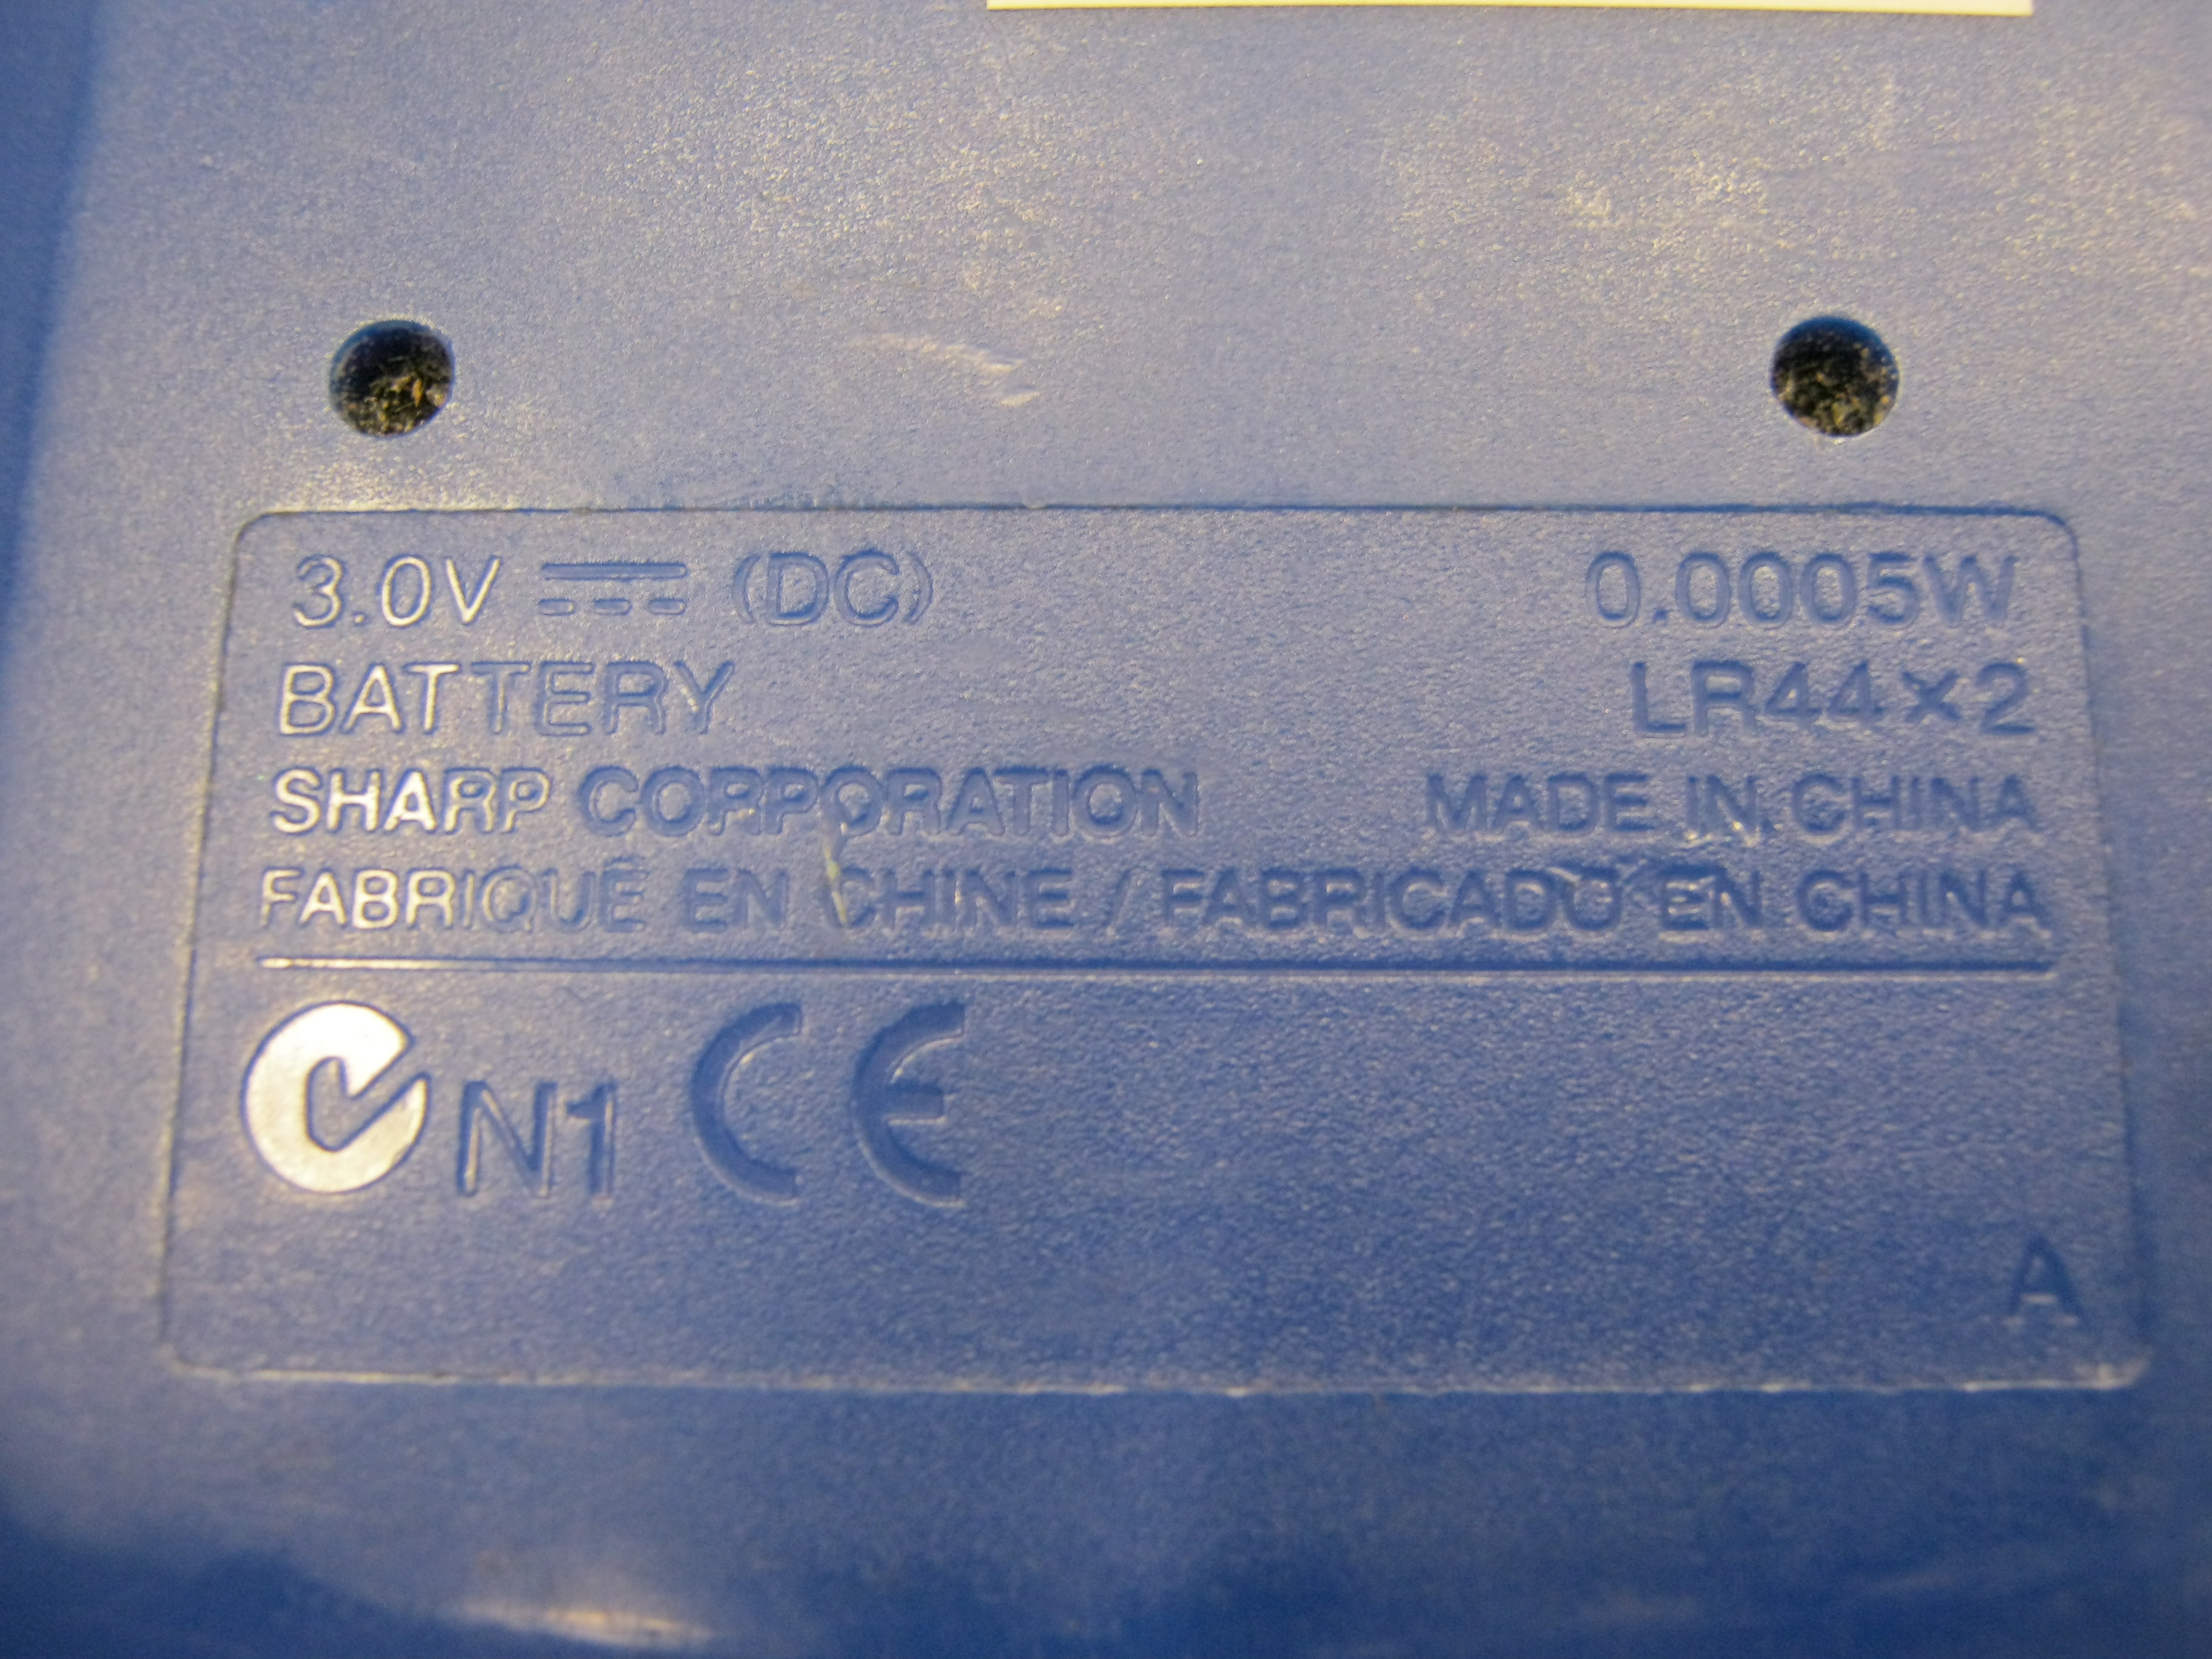 3.0V ⎓ (DC) 0.0005W
BATTERY LR44×2
SHARP CORPORATION MADE IN CHINA
FABRIQUÉ EN CHINE / FABRICADO EN CHINA
N1 CE
A